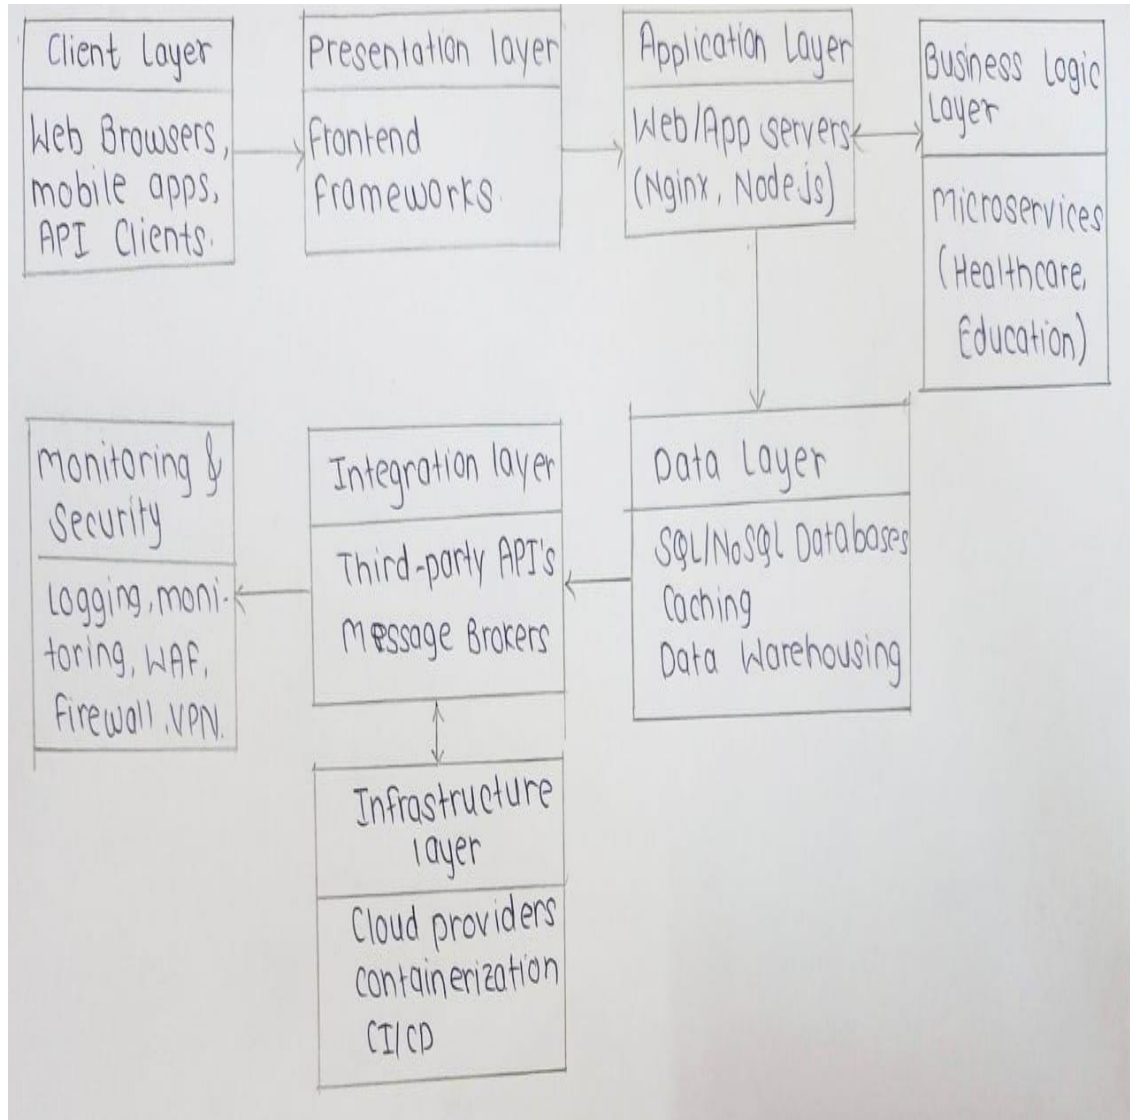 Client Layer
Web Browsers,
mobile apps,
API Clients.
Presentation layer
Frontend
frameworks.
Application Layer
Web/App servers
(Nginx, Node.js)
Business Logic
Layer
Microservices
(Healthcare,
Education)
Monitoring &
Security
Logging, moni-
toring, WAF,
firewall, VPN.
Integration layer
Third-party API's
Message Brokers
Data Layer
SQL/NoSQL Databases
Caching
Data Warehousing
Infrastructure
layer
Cloud providers
containerization
CI/CD